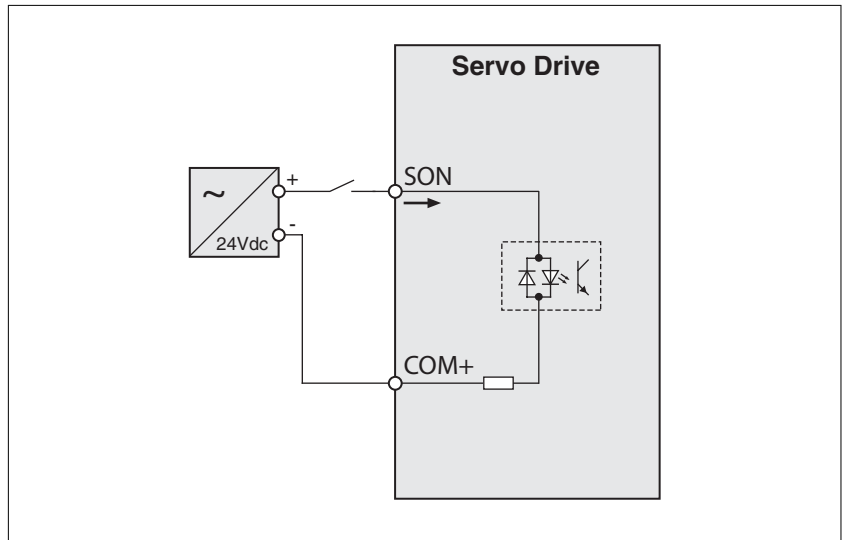 Servo Drive
+
SON
~
24Vdc
-
COM+